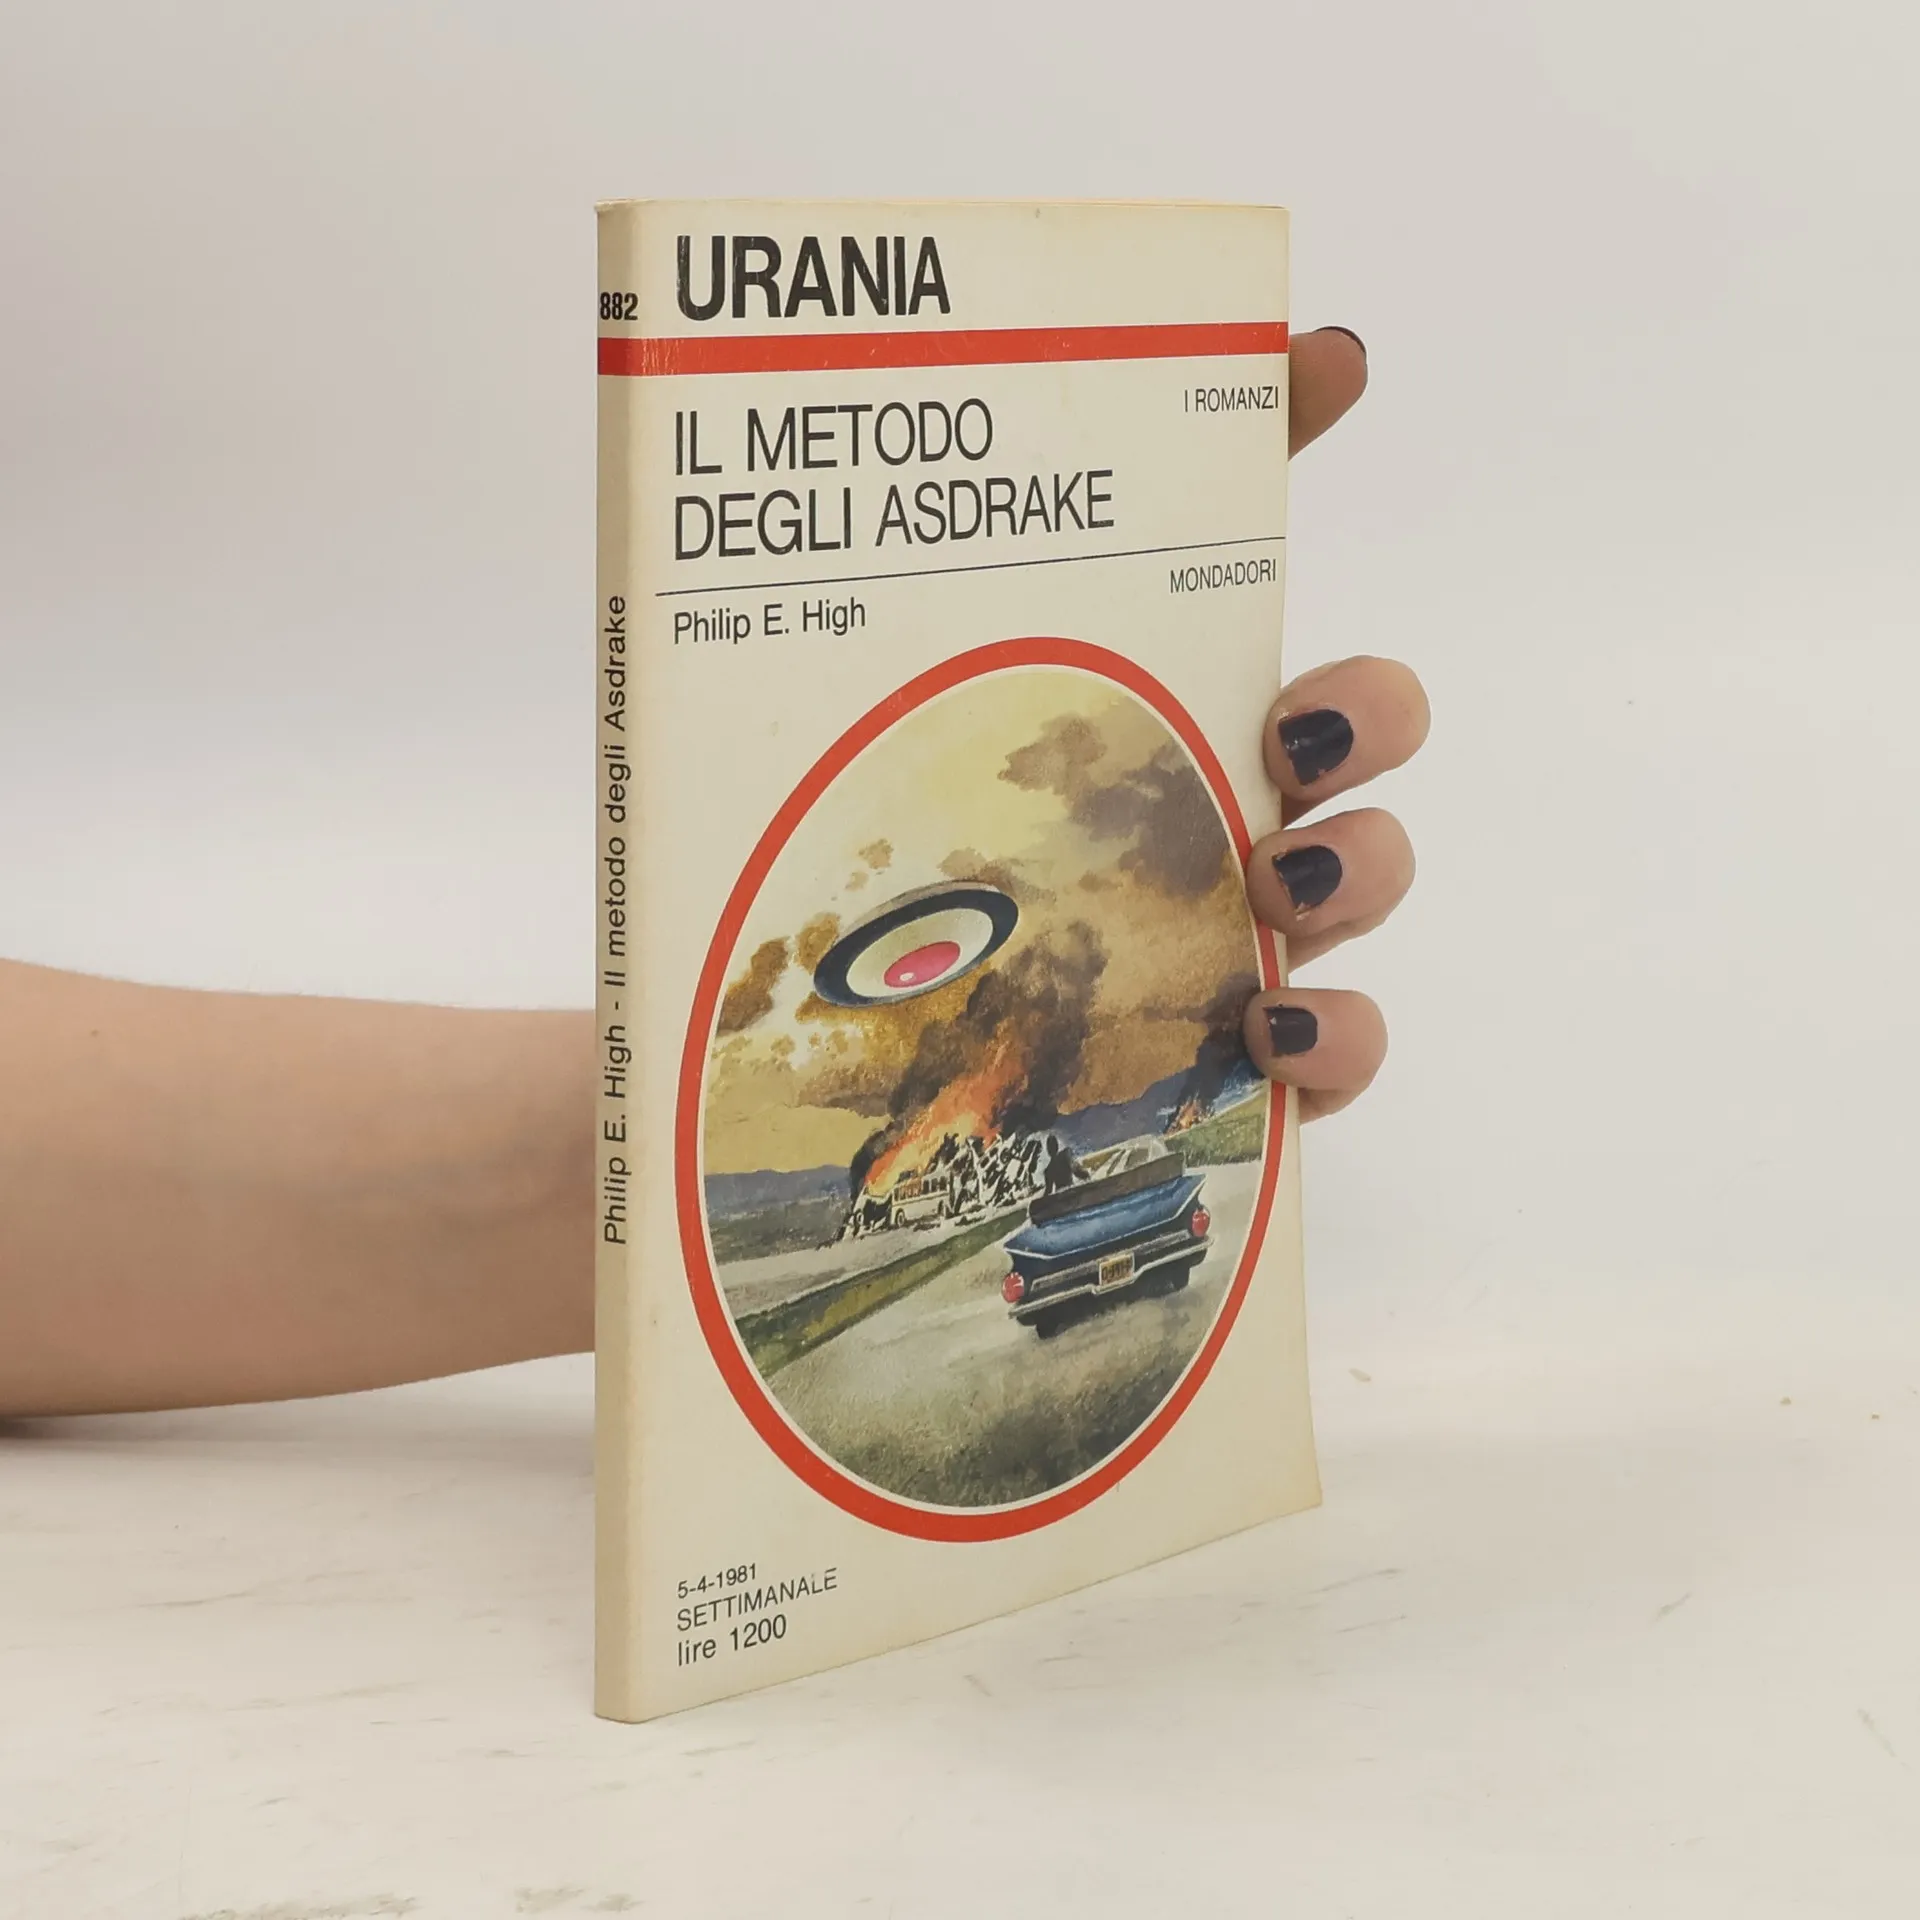 882
URANIA
I ROMANZI
IL METODO
DEGLI ASDRAKE
MONDADORI
Philip E. High
Philip E. High - Il metodo degli Asdrake
5-4-1981
SETTIMANALE
lire 1200